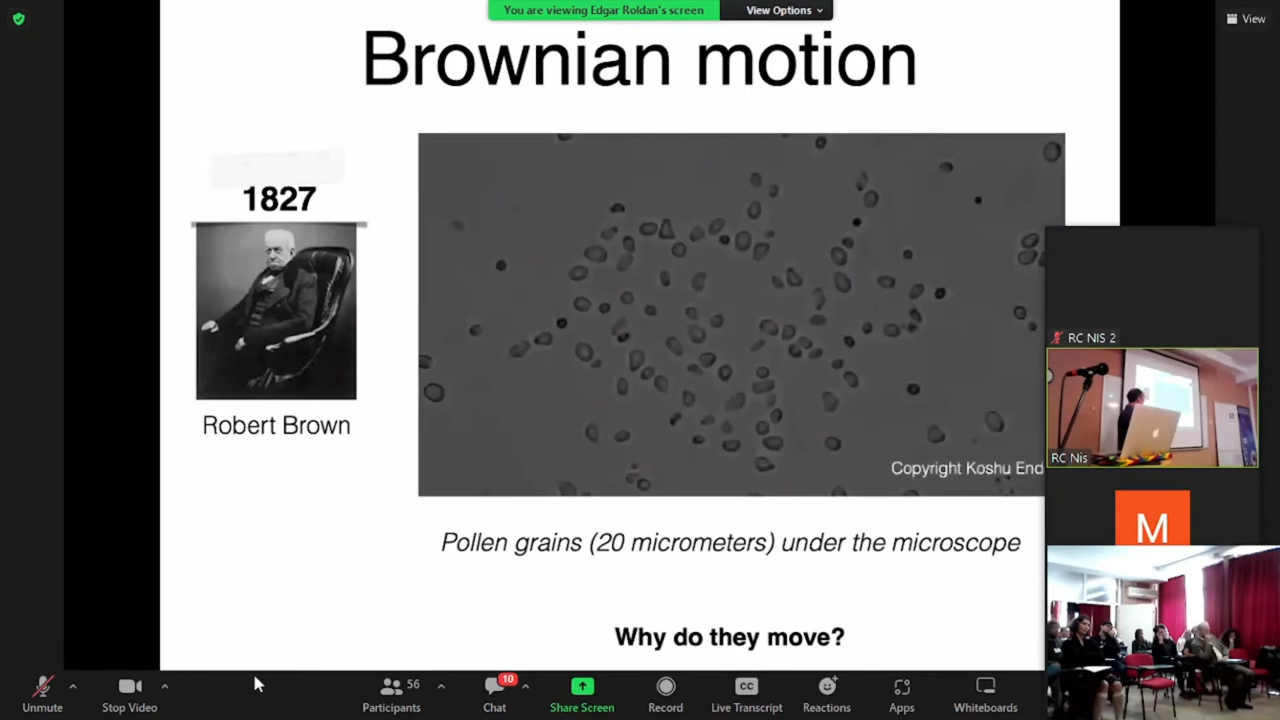 You are viewing Edgar Roldan's screen
View Options
View
Brownian motion
1827
Robert Brown
Copyright Koshu End
Pollen grains (20 micrometers) under the microscope
Why do they move?
RC NIS 2
RC Nis
M
Unmute
Stop Video
56
Participants
10
Chat
Share Screen
Record
CC
Live Transcript
Reactions
Apps
Whiteboards